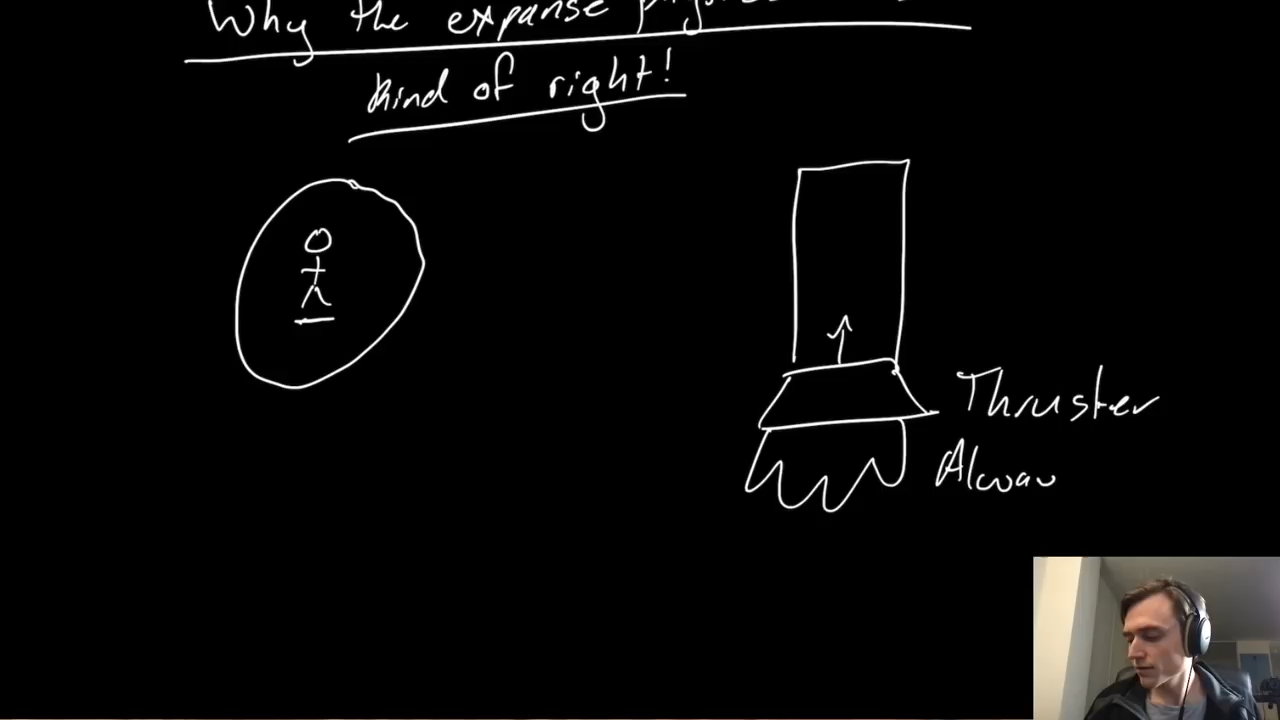 Why the expanse
kind of right!
Thruster
Alway